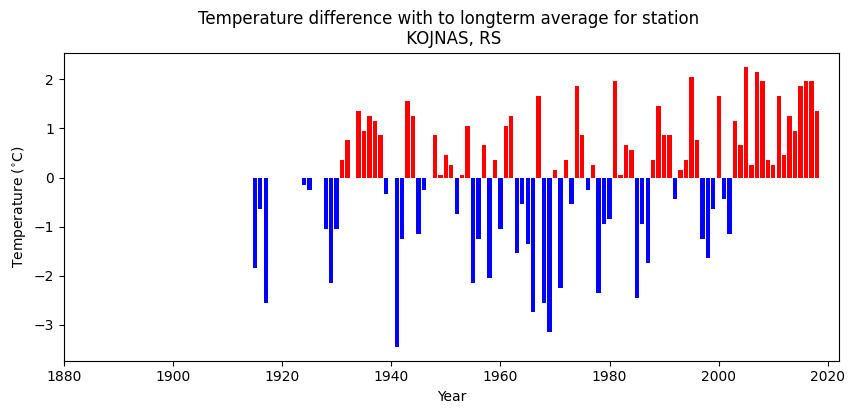 Temperature difference with to longterm average for station
KOJNAS, RS
Temperature (°C)
2
1
0
−1
−2
−3
1880 1900 1920 1940 1960 1980 2000 2020
Year